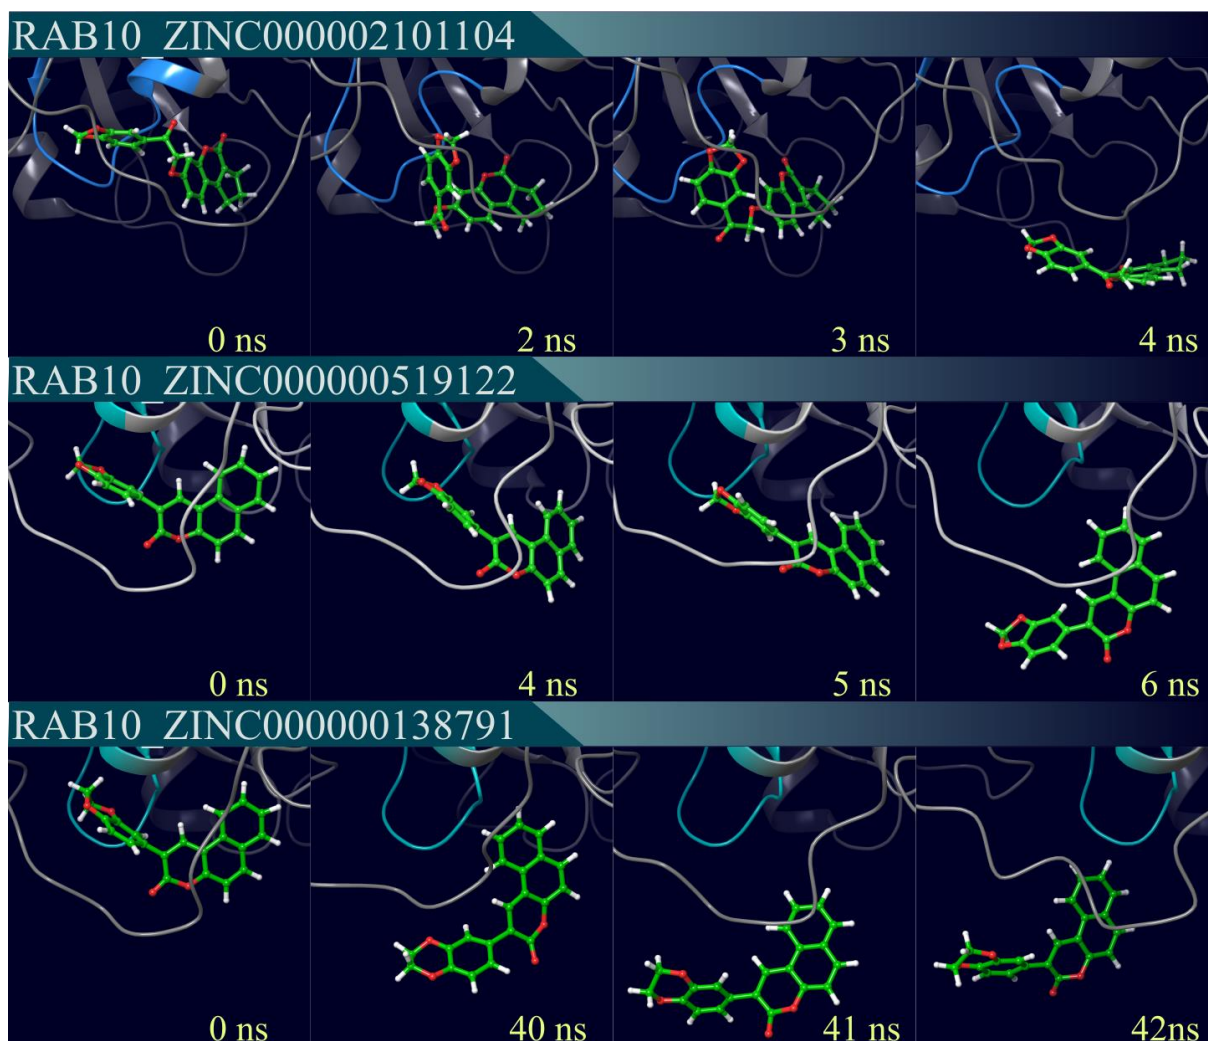 RAB10_ZINC000002101104
0 ns
2 ns
3 ns
4 ns
RAB10_ZINC000000519122
0 ns
4 ns
5 ns
6 ns
RAB10_ZINC000000138791
0 ns
40 ns
41 ns
42ns